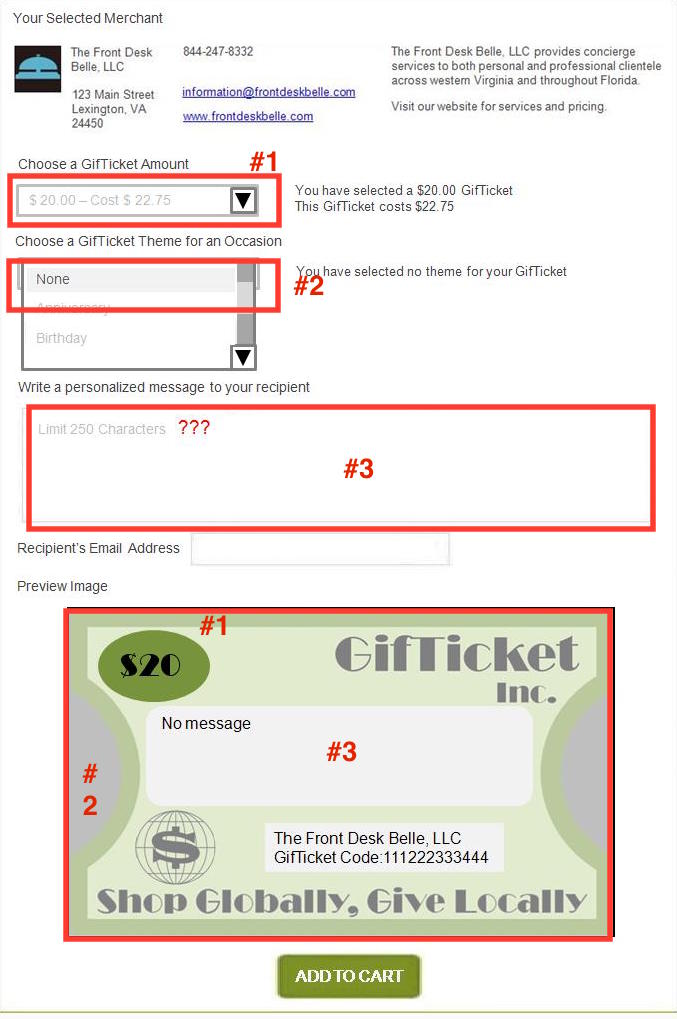 Your Selected Merchant
The Front Desk
Belle, LLC
123 Main Street
Lexington, VA
24450
844-247-8332
information@frontdeskbelle.com
www.frontdeskbelle.com
The Front Desk Belle, LLC provides concierge
services to both personal and professional clientele
across western Virginia and throughout Florida.
Visit our website for services and pricing.
Choose a GifTicket Amount
#1
$ 20.00 – Cost $ 22.75
You have selected a $20.00 GifTicket
This GifTicket costs $22.75
Choose a GifTicket Theme for an Occasion
None
You have selected no theme for your GifTicket
#2
Anniversary
Birthday
Write a personalized message to your recipient
Limit 250 Characters ???
#3
Recipient's Email Address
Preview Image
#1
$20
GifTicket
Inc.
No message
#3
#
2
$
The Front Desk Belle, LLC
GifTicket Code:111222333444
Shop Globally, Give Locally
ADD TO CART